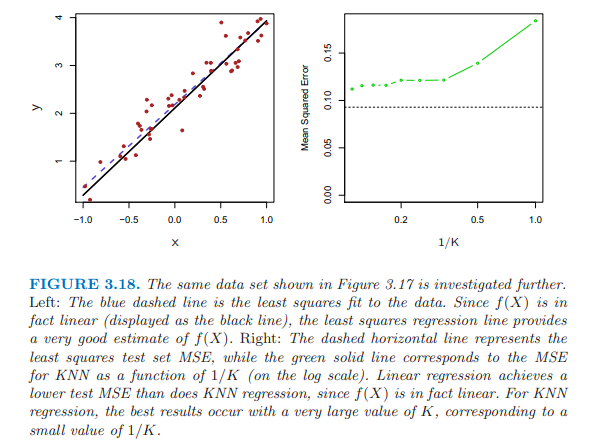 4
3
2
1
y
−1.0 −0.5 0.0 0.5 1.0
x
0.15
0.10
0.05
0.00
Mean Squared Error
0.2 0.5 1.0
1/K
FIGURE 3.18. The same data set shown in Figure 3.17 is investigated further.
Left: The blue dashed line is the least squares fit to the data. Since f(X) is in
fact linear (displayed as the black line), the least squares regression line provides
a very good estimate of f(X). Right: The dashed horizontal line represents the
least squares test set MSE, while the green solid line corresponds to the MSE
for KNN as a function of 1/K (on the log scale). Linear regression achieves a
lower test MSE than does KNN regression, since f(X) is in fact linear. For KNN
regression, the best results occur with a very large value of K, corresponding to a
small value of 1/K.